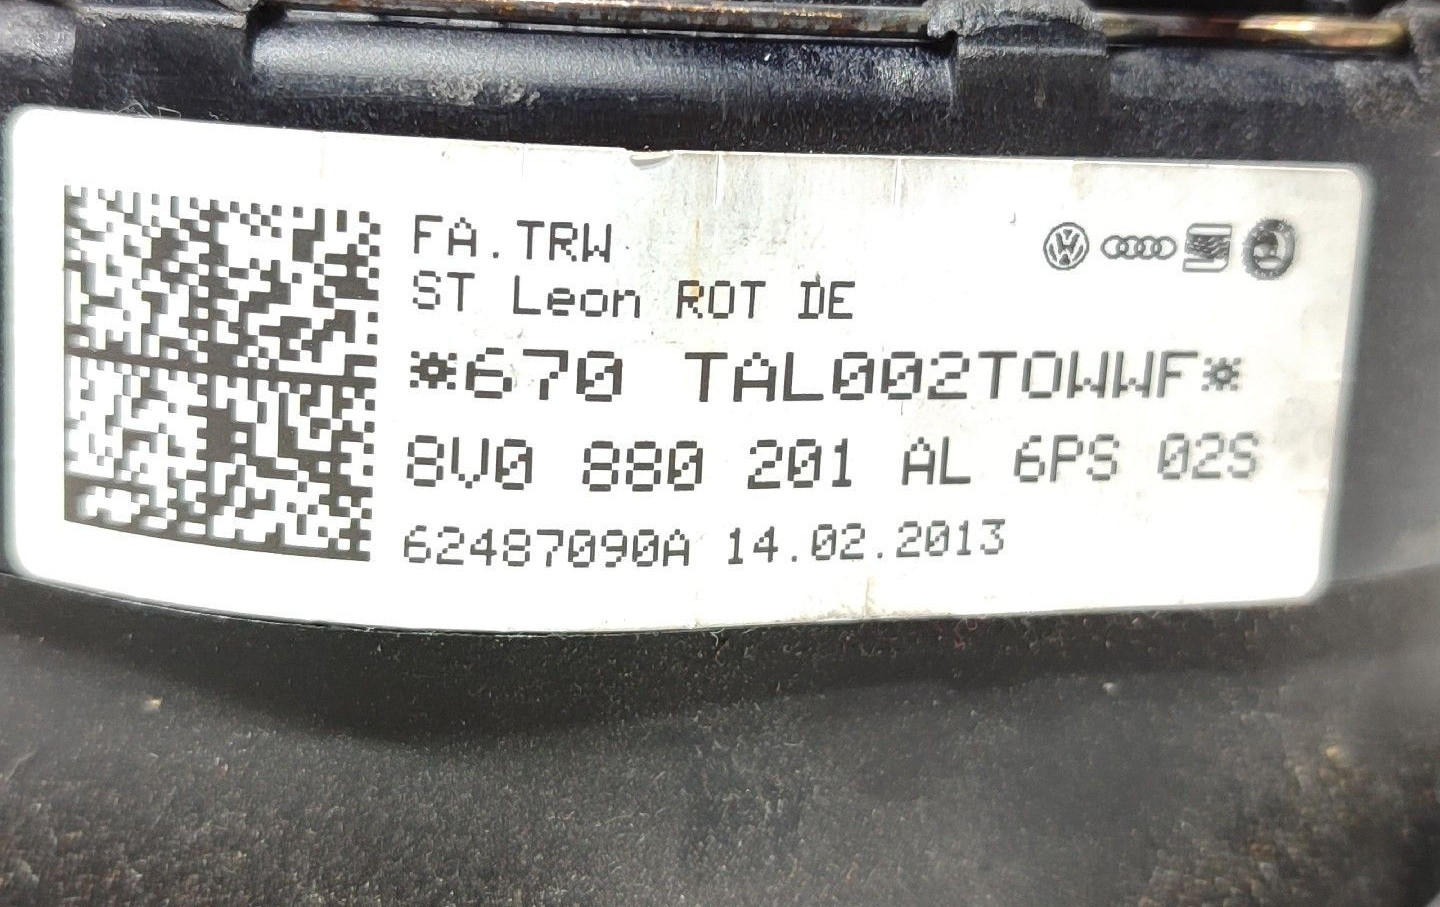 FA.TRW
ST Leon ROT DE
*670 TAL002TOWWF*
8V0 880 201 AL 6PS 02S
62487090A 14.02.2013